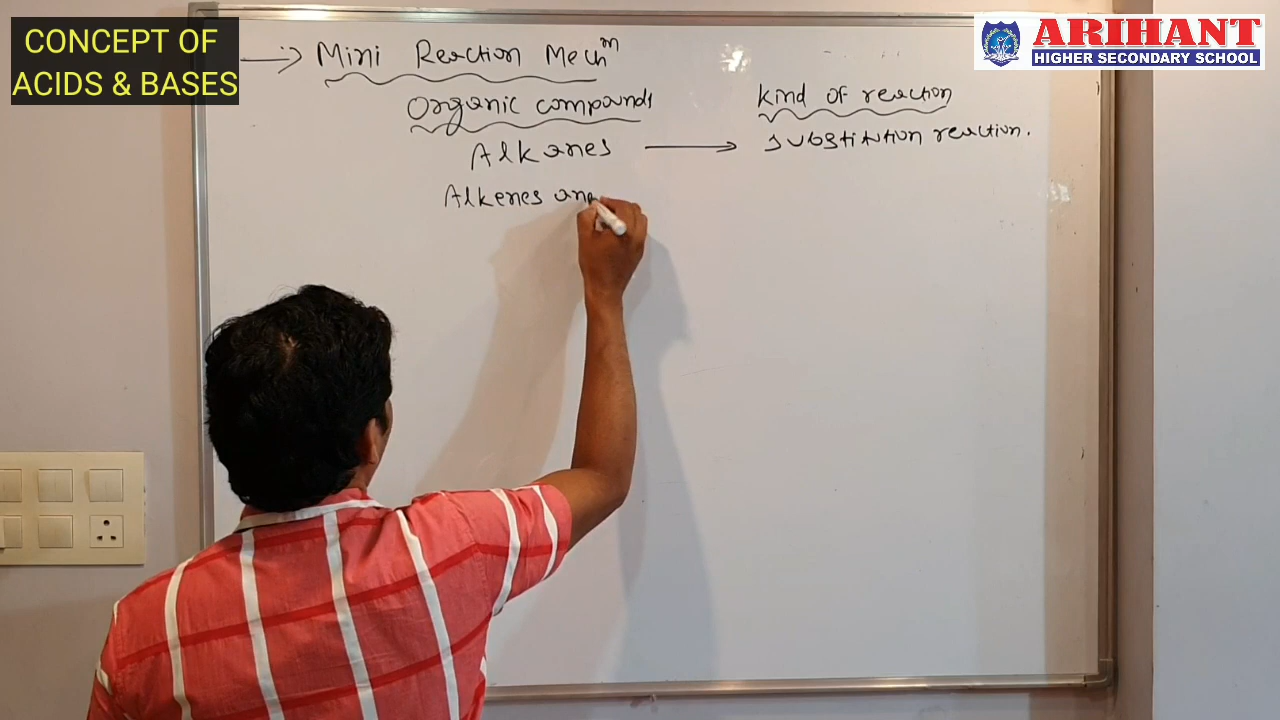 CONCEPT OF
ACIDS & BASES
ARIHANT
HIGHER SECONDARY SCHOOL
Mini Reaction Mechⁿ
Organic compounds
Kind of reaction
Alkanes → substitution reaction.
Alkenes an